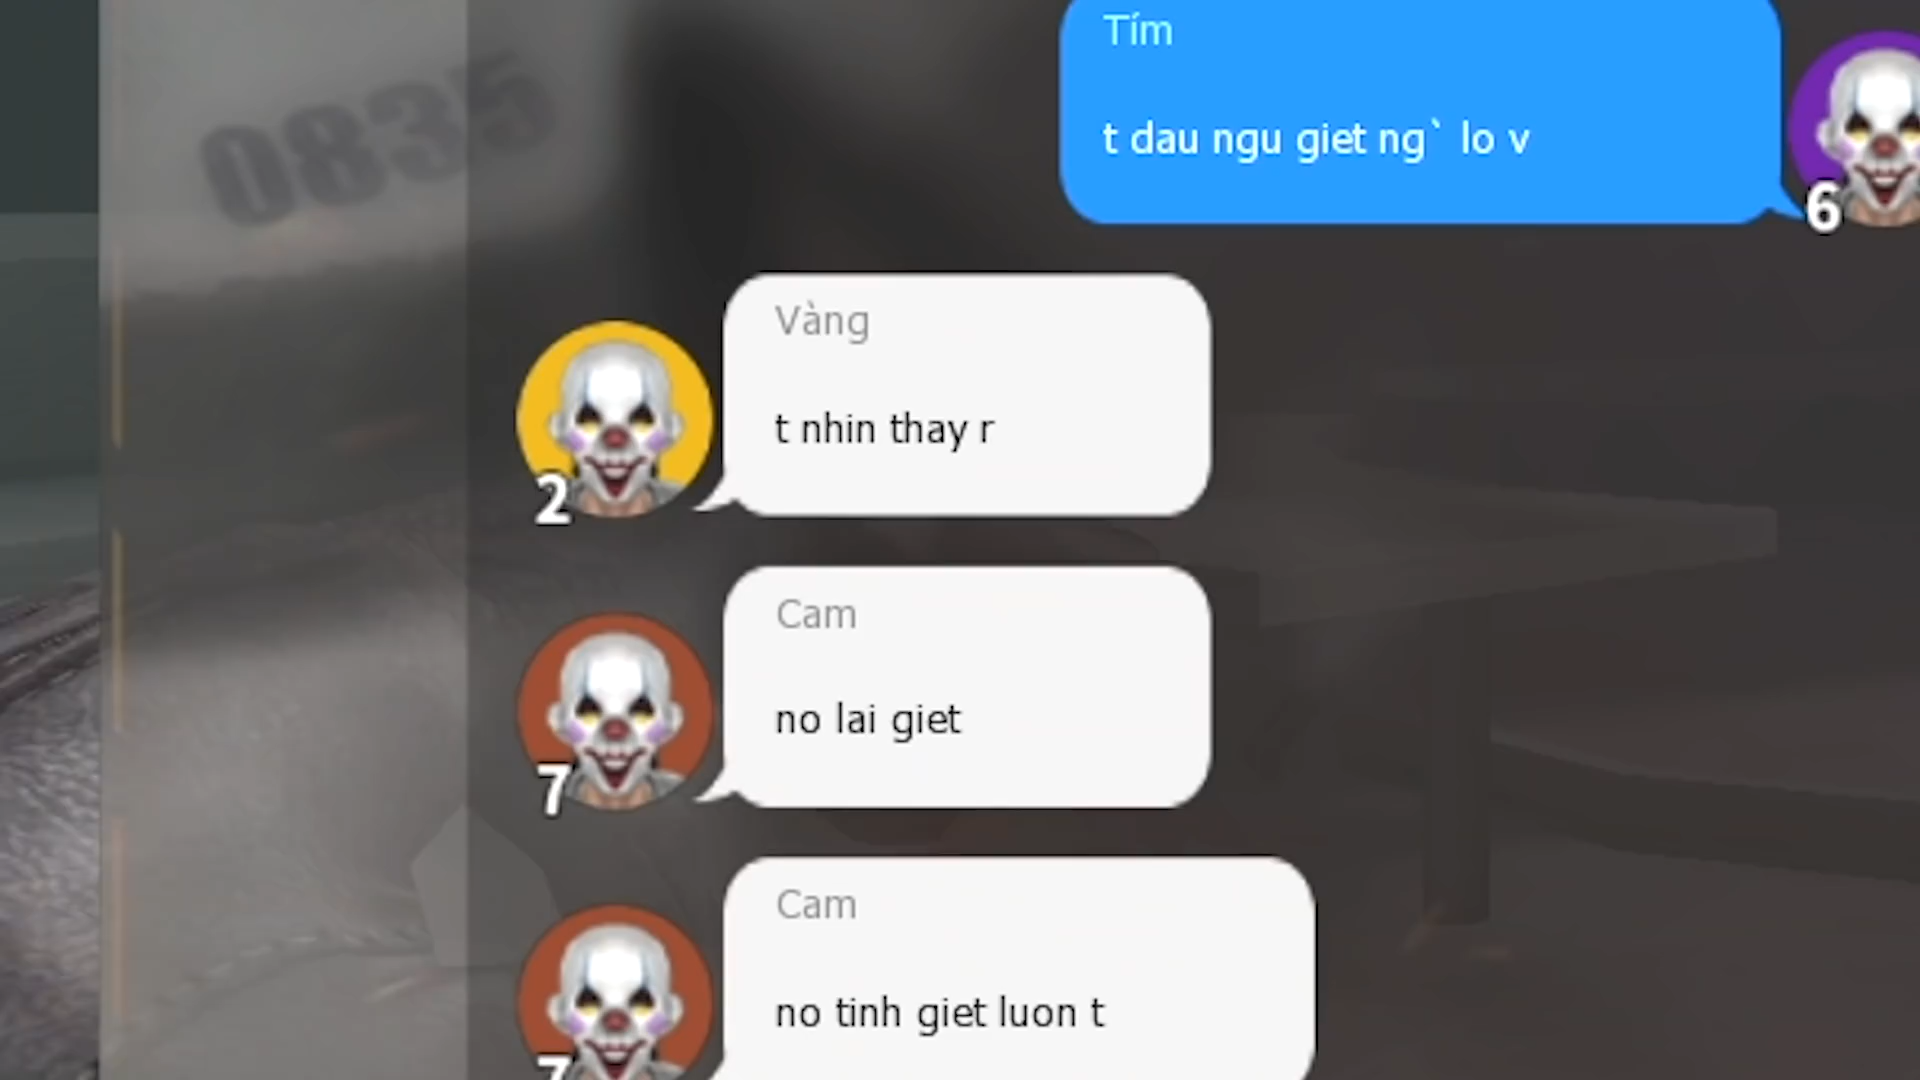 0835
Tím
t dau ngu giet ng` lo v
6
Vàng
t nhin thay r
2
Cam
no lai giet
7
Cam
no tinh giet luon t
7